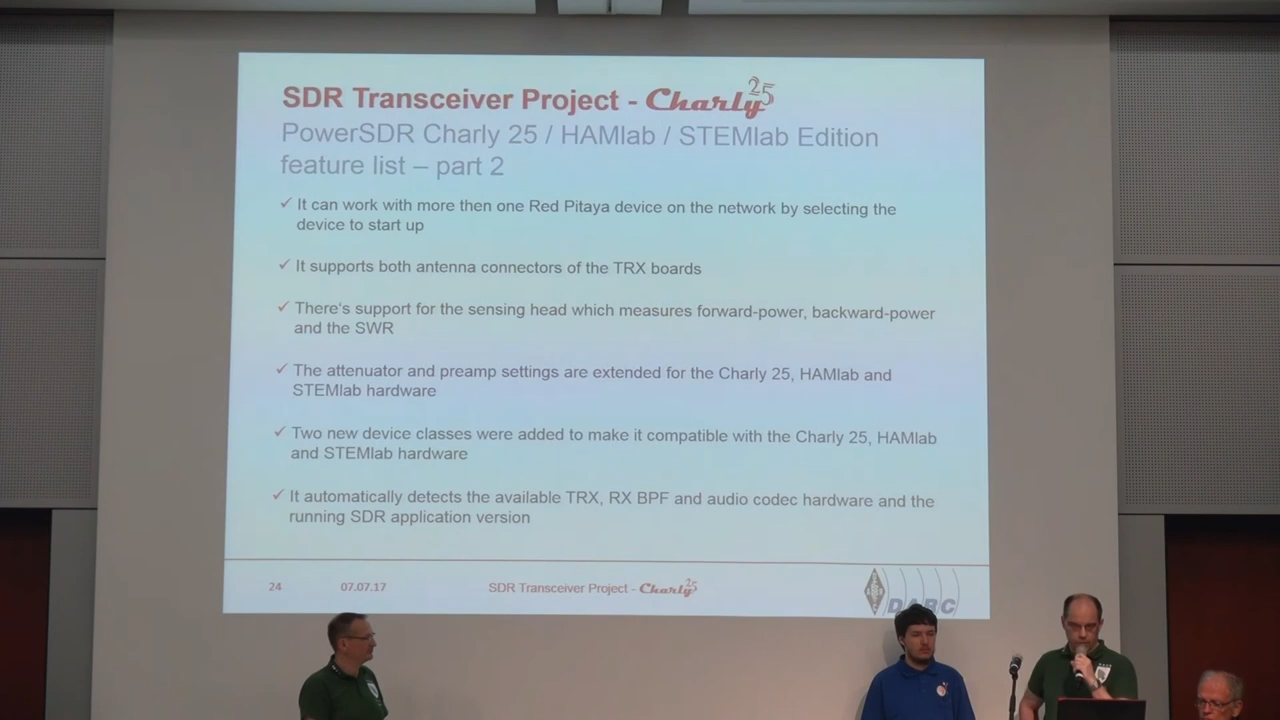 SDR Transceiver Project - Charly 25
PowerSDR Charly 25 / HAMlab / STEMlab Edition
feature list – part 2
✓ It can work with more then one Red Pitaya device on the network by selecting the
device to start up
✓ It supports both antenna connectors of the TRX boards
✓ There's support for the sensing head which measures forward-power, backward-power
and the SWR
✓ The attenuator and preamp settings are extended for the Charly 25, HAMlab and
STEMlab hardware
✓ Two new device classes were added to make it compatible with the Charly 25, HAMlab
and STEMlab hardware
✓ It automatically detects the available TRX, RX BPF and audio codec hardware and the
running SDR application version
24 07.07.17 SDR Transceiver Project - Charly 25 DARC